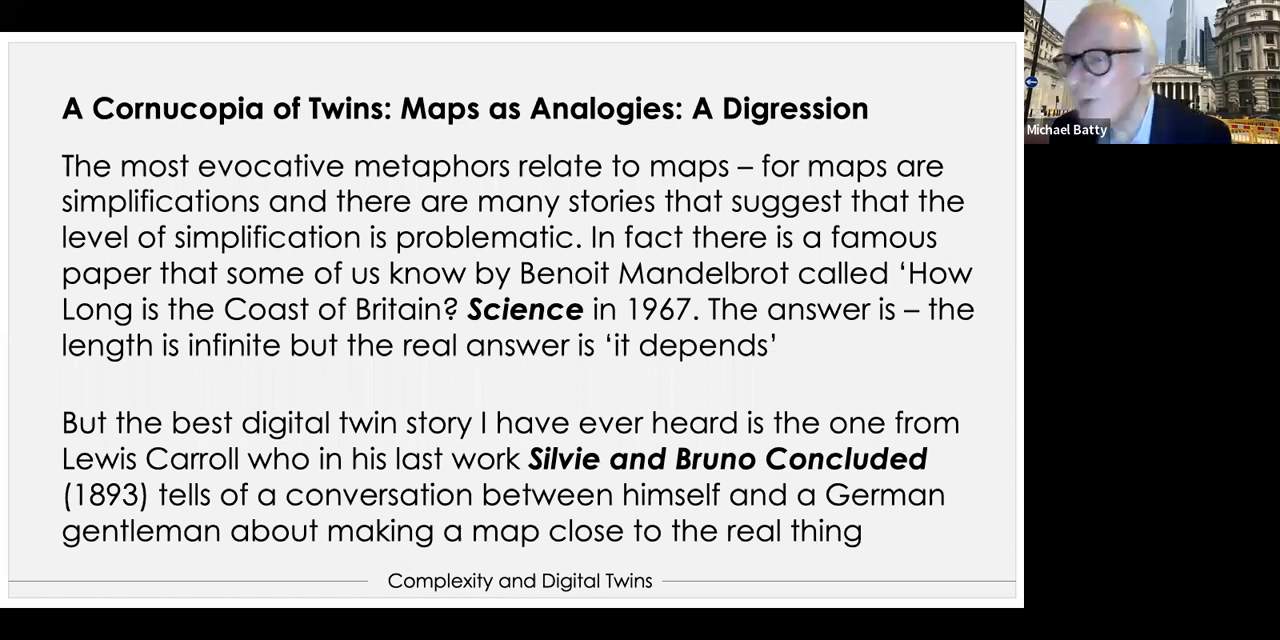 A Cornucopia of Twins: Maps as Analogies: A Digression
The most evocative metaphors relate to maps – for maps are
simplifications and there are many stories that suggest that the
level of simplification is problematic. In fact there is a famous
paper that some of us know by Benoit Mandelbrot called ‘How
Long is the Coast of Britain? Science in 1967. The answer is – the
length is infinite but the real answer is ‘it depends’
But the best digital twin story I have ever heard is the one from
Lewis Carroll who in his last work Silvie and Bruno Concluded
(1893) tells of a conversation between himself and a German
gentleman about making a map close to the real thing
Complexity and Digital Twins
Michael Batty